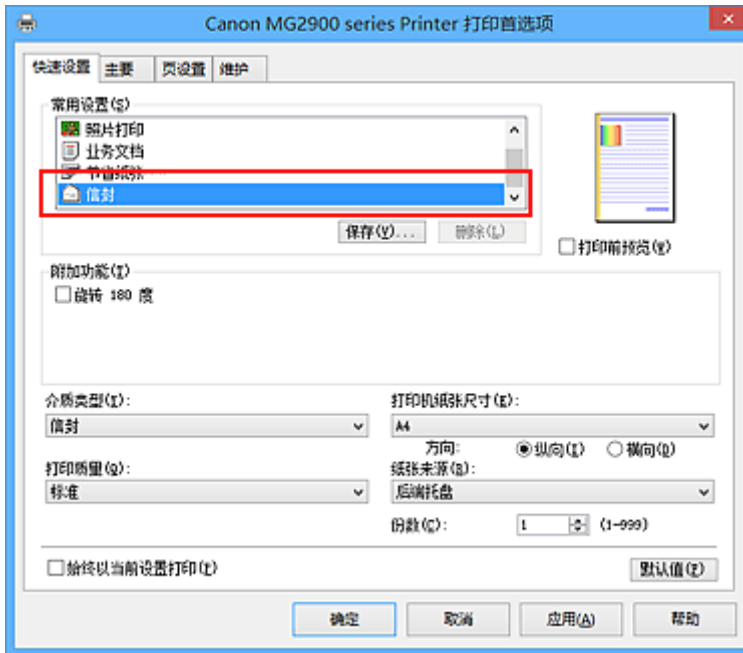 Canon MG2900 series Printer 打印首选项
快速设置 主要 页设置 维护
常用设置(S)
照片打印
业务文档
节省纸张
信封
保存(V)... 删除(L)
打印前预览(W)
附加功能(T)
旋转 180 度
介质类型(I): 打印机纸张尺寸(E):
信封 A4
方向: 纵向(I) 横向(D)
打印质量(Q): 纸张来源(B):
标准 后端托盘
份数(C): 1 (1-999)
始终以当前设置打印(P) 默认值(F)
确定 取消 应用(A) 帮助